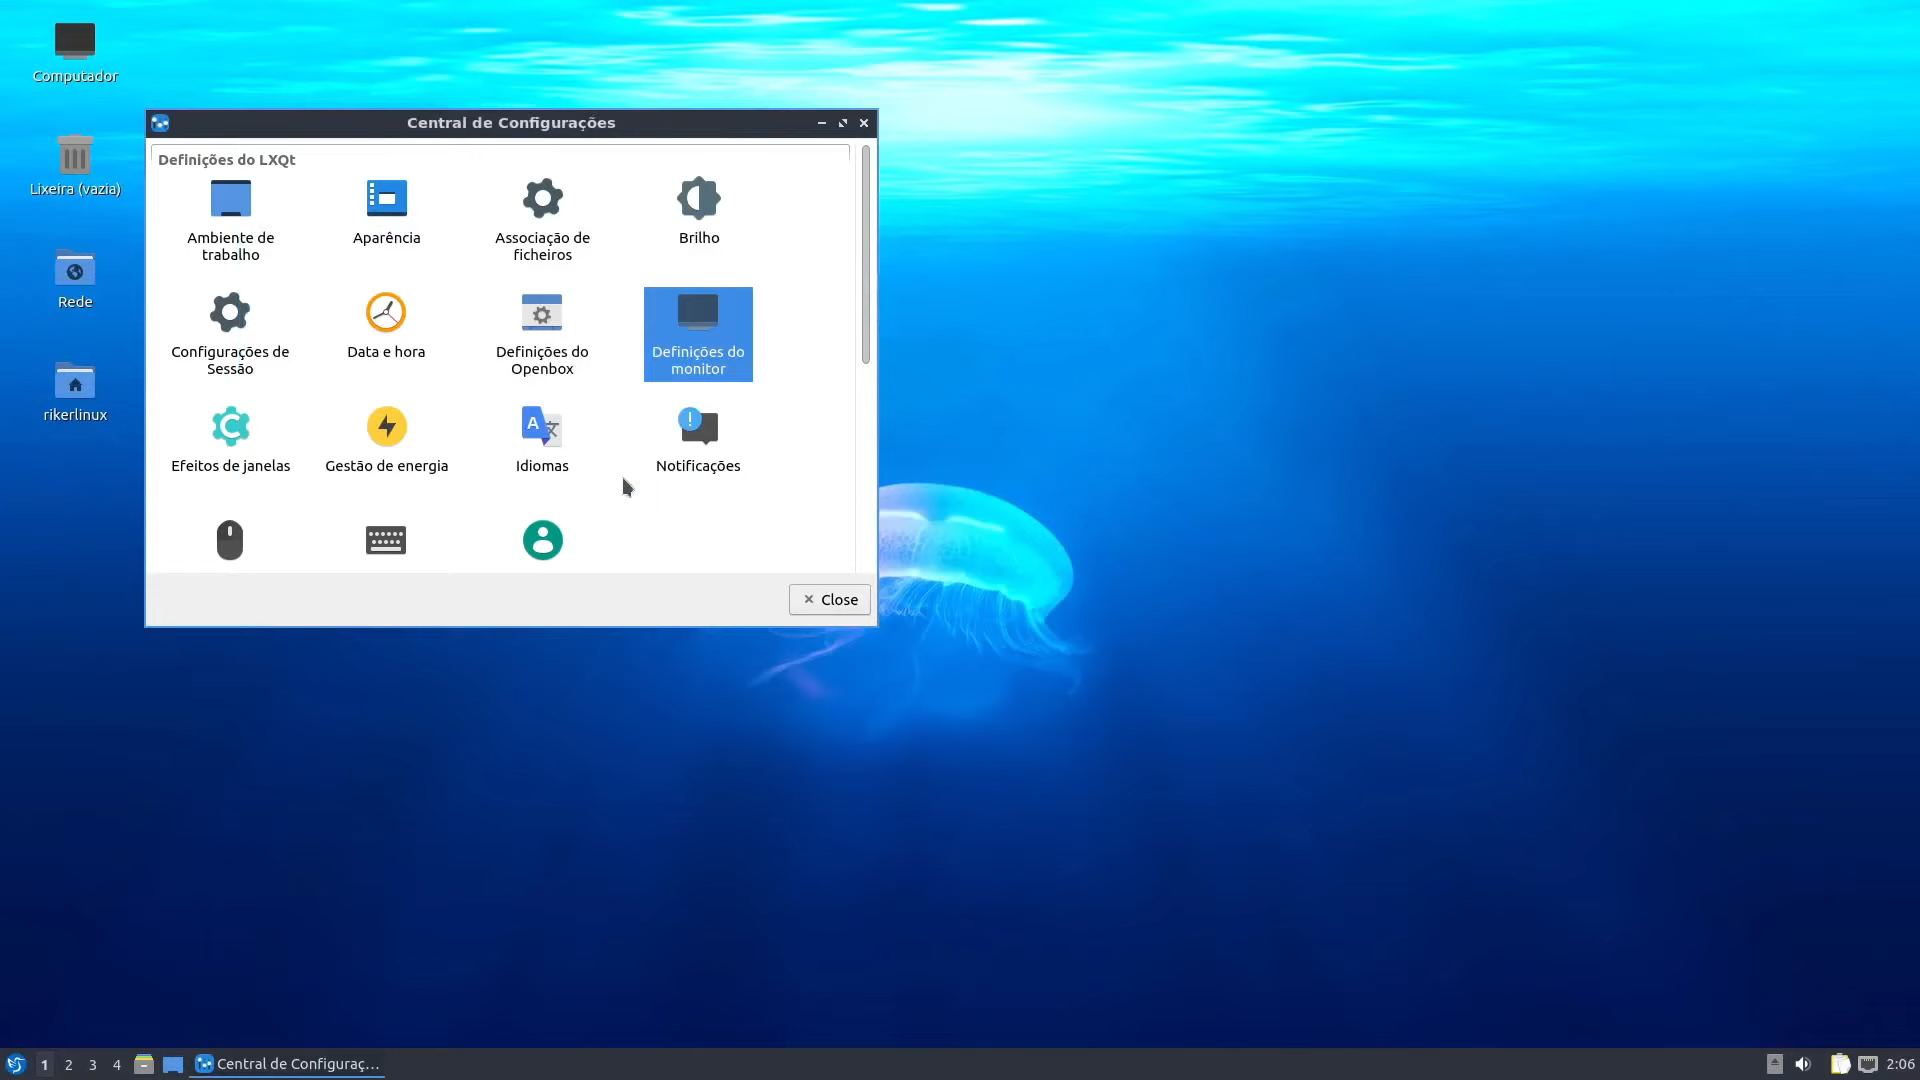 Computador
Lixeira (vazia)
Rede
rikerlinux
Central de Configurações
Definições do LXQt
Ambiente de
trabalho
Aparência
Associação de
ficheiros
Brilho
Configurações de
Sessão
Data e hora
Definições do
Openbox
Definições do
monitor
Efeitos de janelas
Gestão de energia
Idiomas
Notificações
Close
1 2 3 4 Central de Configuraç... 2:06